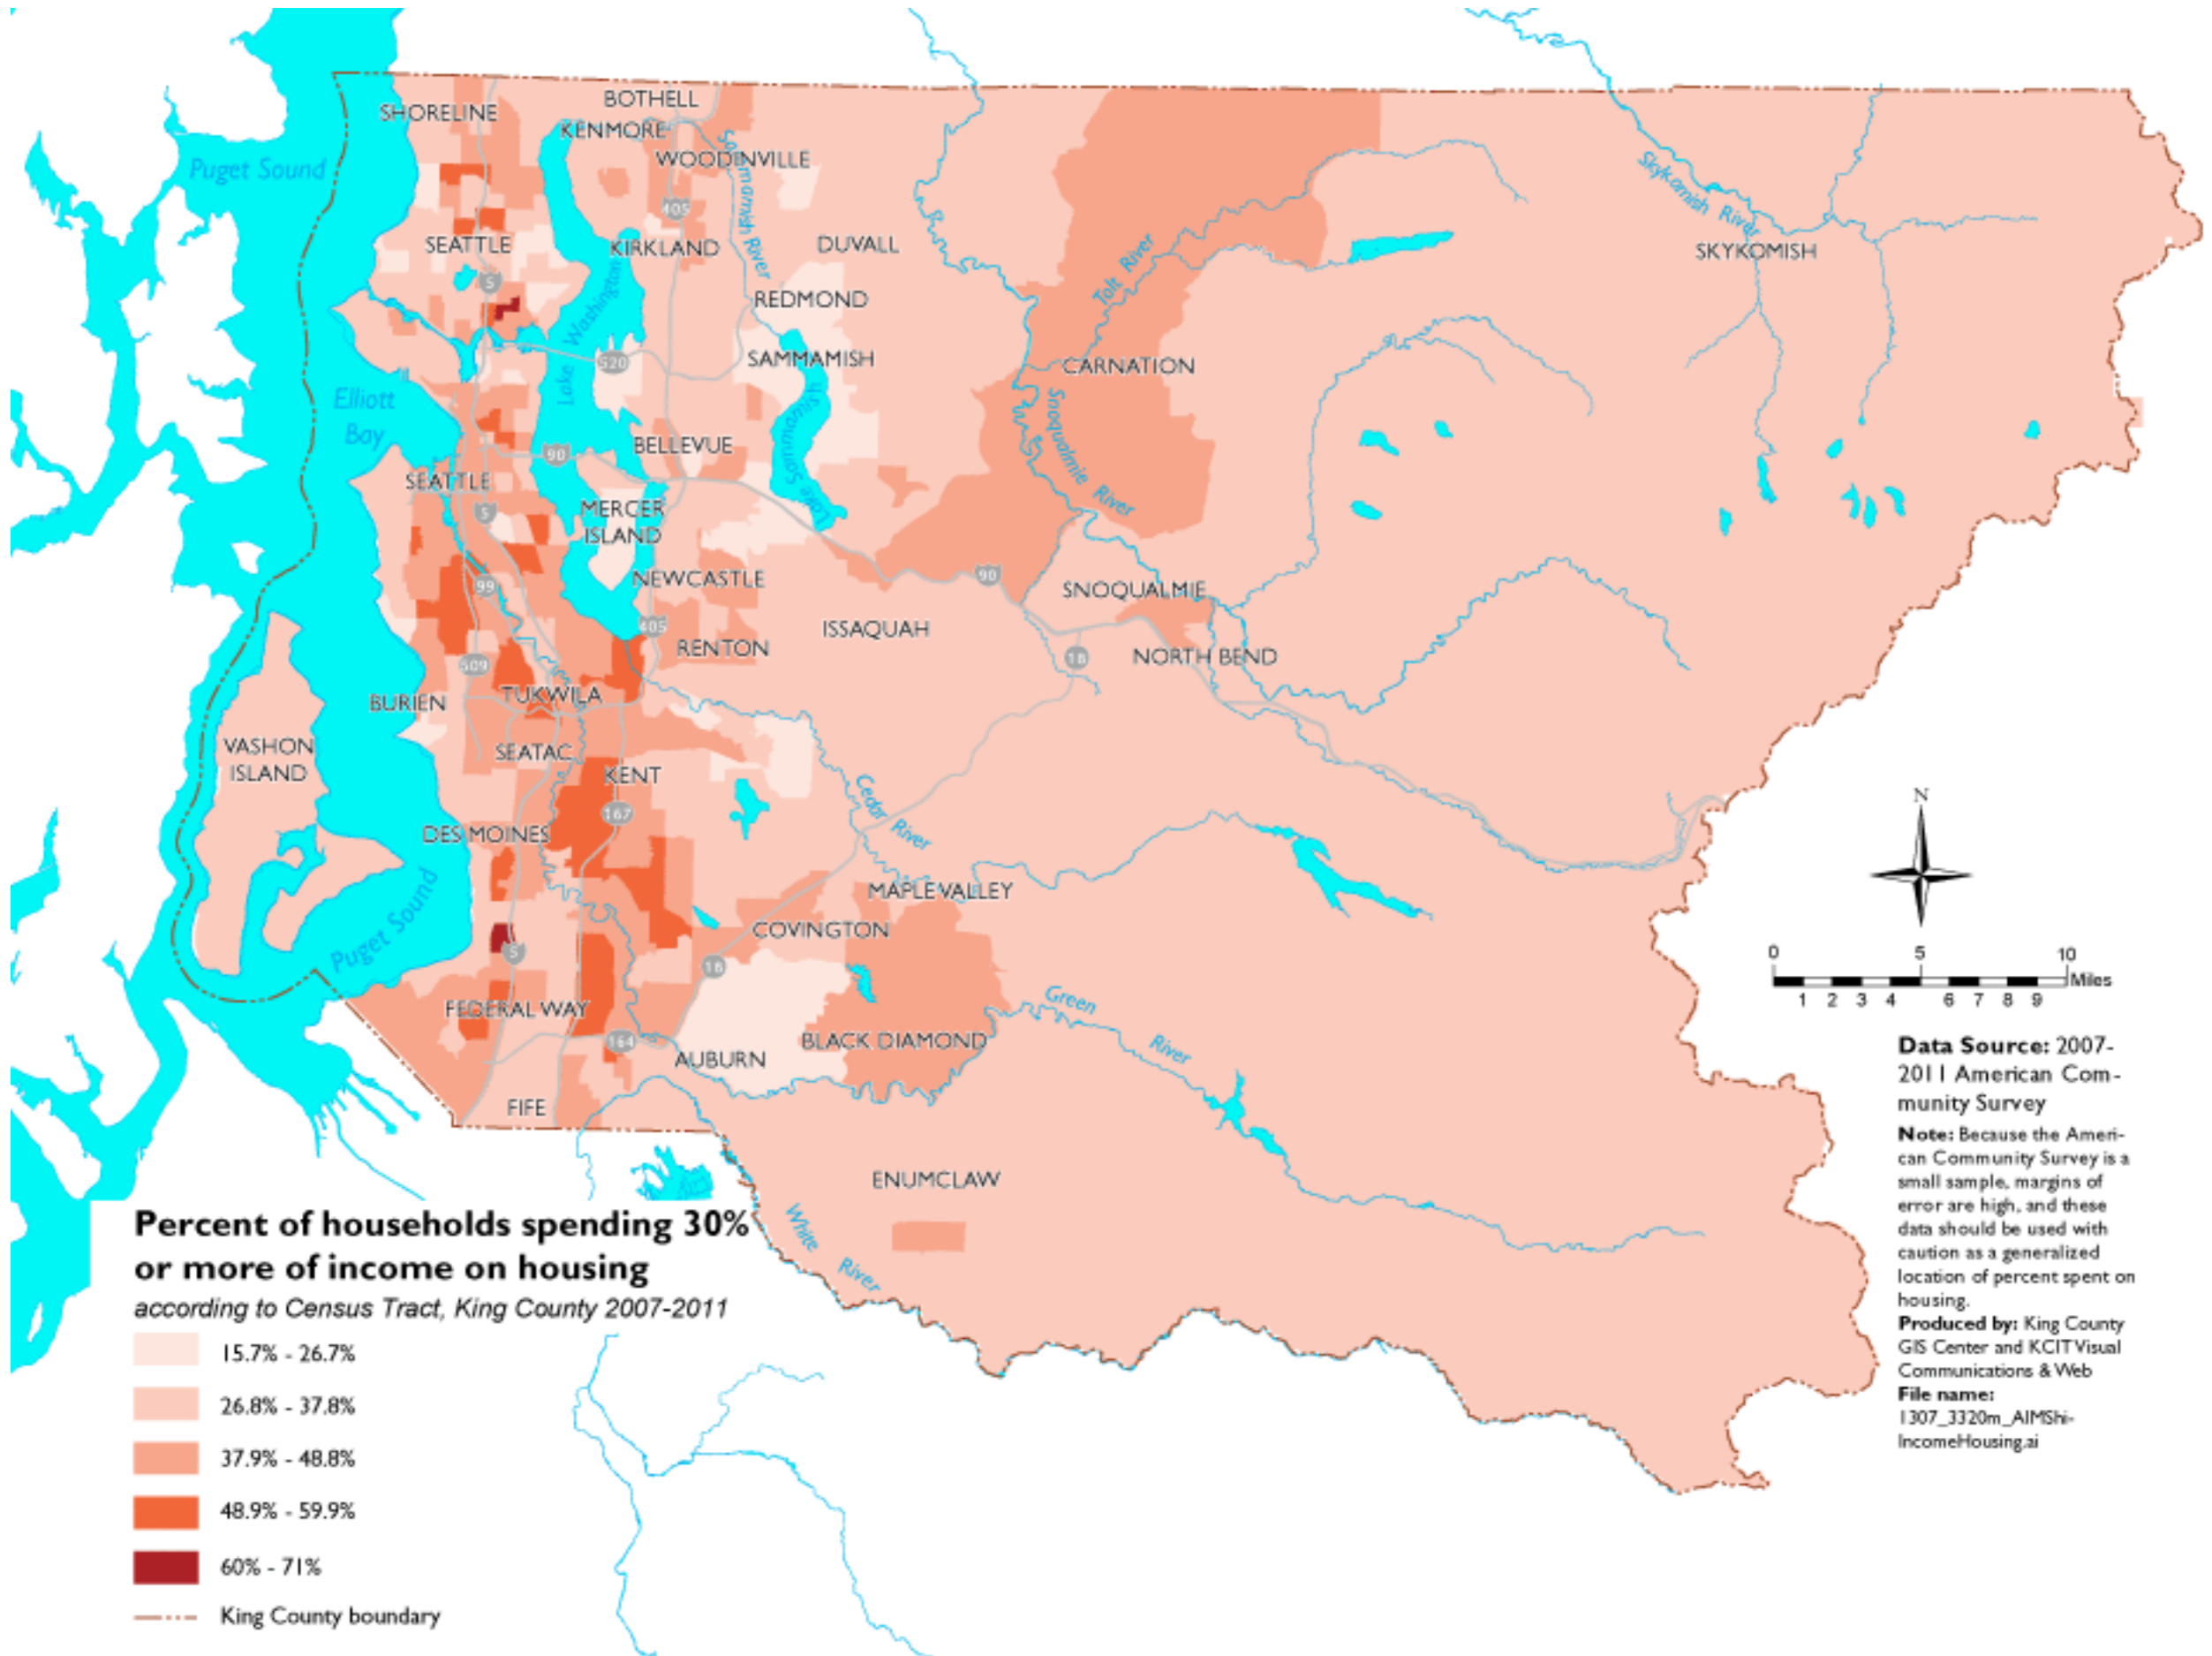 SHORELINE
BOTHELL
KENMORE
WOODINVILLE
Puget Sound
Sammamish River
405
SEATTLE
KIRKLAND
DUVALL
Skykomish River
SKYKOMISH
5
Lake Washington
REDMOND
Tolt River
520
SAMMAMISH
CARNATION
Elliott
Bay
Lake Sammamish
Snoqualmie River
BELLEVUE
90
SEATTLE
5
MERCER
ISLAND
99
NEWCASTLE
90
SNOQUALMIE
405
ISSAQUAH
RENTON
509
18
NORTH BEND
TUKWILA
BURIEN
VASHON
ISLAND
SEATAC
KENT
167
Cedar River
DES MOINES
Puget Sound
MAPLE VALLEY
COVINGTON
5
18
FEDERAL WAY
164
BLACK DIAMOND
Green River
AUBURN
FIFE
ENUMCLAW
White River
N
0 5 10
Miles
1 2 3 4 6 7 8 9
Data Source: 2007-
2011 American Com-
munity Survey
Note: Because the Ameri-
can Community Survey is a
small sample, margins of
error are high, and these
data should be used with
caution as a generalized
location of percent spent on
housing.
Produced by: King County
GIS Center and KCIT Visual
Communications & Web
File name:
1307_3320m_AIMShi-
IncomeHousing.ai
Percent of households spending 30%
or more of income on housing
according to Census Tract, King County 2007-2011
15.7% - 26.7%
26.8% - 37.8%
37.9% - 48.8%
48.9% - 59.9%
60% - 71%
King County boundary